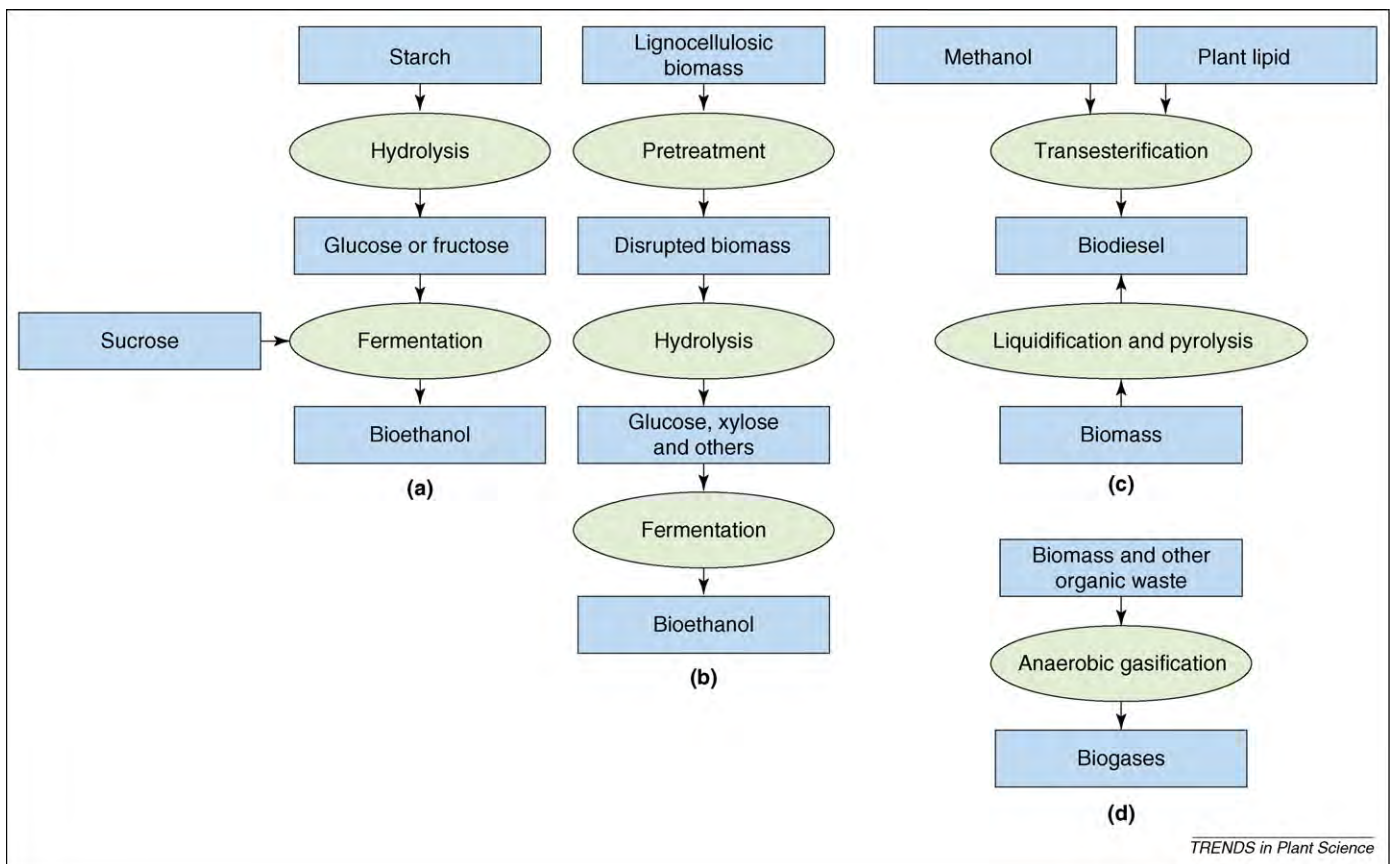 Starch
Hydrolysis
Glucose or fructose
Sucrose
Fermentation
Bioethanol
(a)
Lignocellulosic
biomass
Pretreatment
Disrupted biomass
Hydrolysis
Glucose, xylose
and others
Fermentation
Bioethanol
(b)
Methanol
Plant lipid
Transesterification
Biodiesel
Liquidification and pyrolysis
Biomass
(c)
Biomass and other
organic waste
Anaerobic gasification
Biogases
(d)
TRENDS in Plant Science